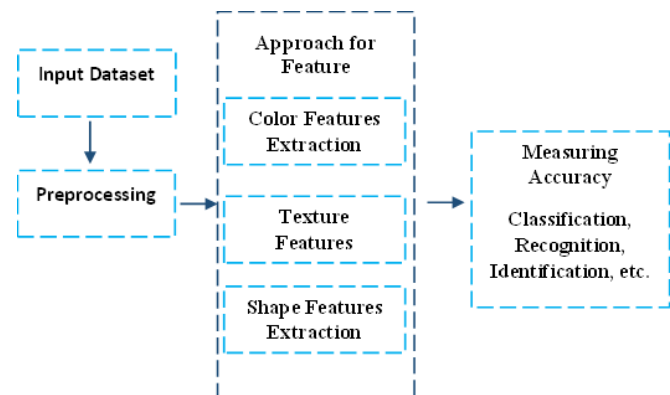 Input Dataset
Preprocessing
Approach for
Feature
Color Features
Extraction
Texture
Features
Shape Features
Extraction
Measuring
Accuracy
Classification,
Recognition,
Identification, etc.